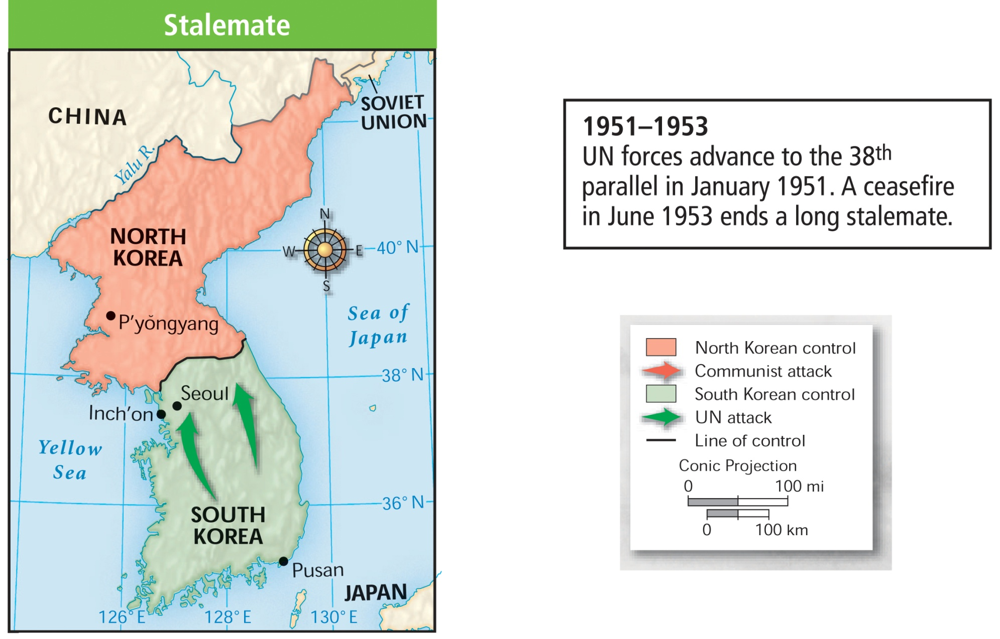 Stalemate
CHINA
SOVIET
UNION
Yalu R.
NORTH
KOREA
N
W
E
S
40° N
P'yŏngyang
Sea of
Japan
38° N
Seoul
Inch'on
Yellow
Sea
36° N
SOUTH
KOREA
Pusan
JAPAN
126° E
128° E
130° E
1951–1953
UN forces advance to the 38th
parallel in January 1951. A ceasefire
in June 1953 ends a long stalemate.
North Korean control
Communist attack
South Korean control
UN attack
Line of control
Conic Projection
0 100 mi
0 100 km